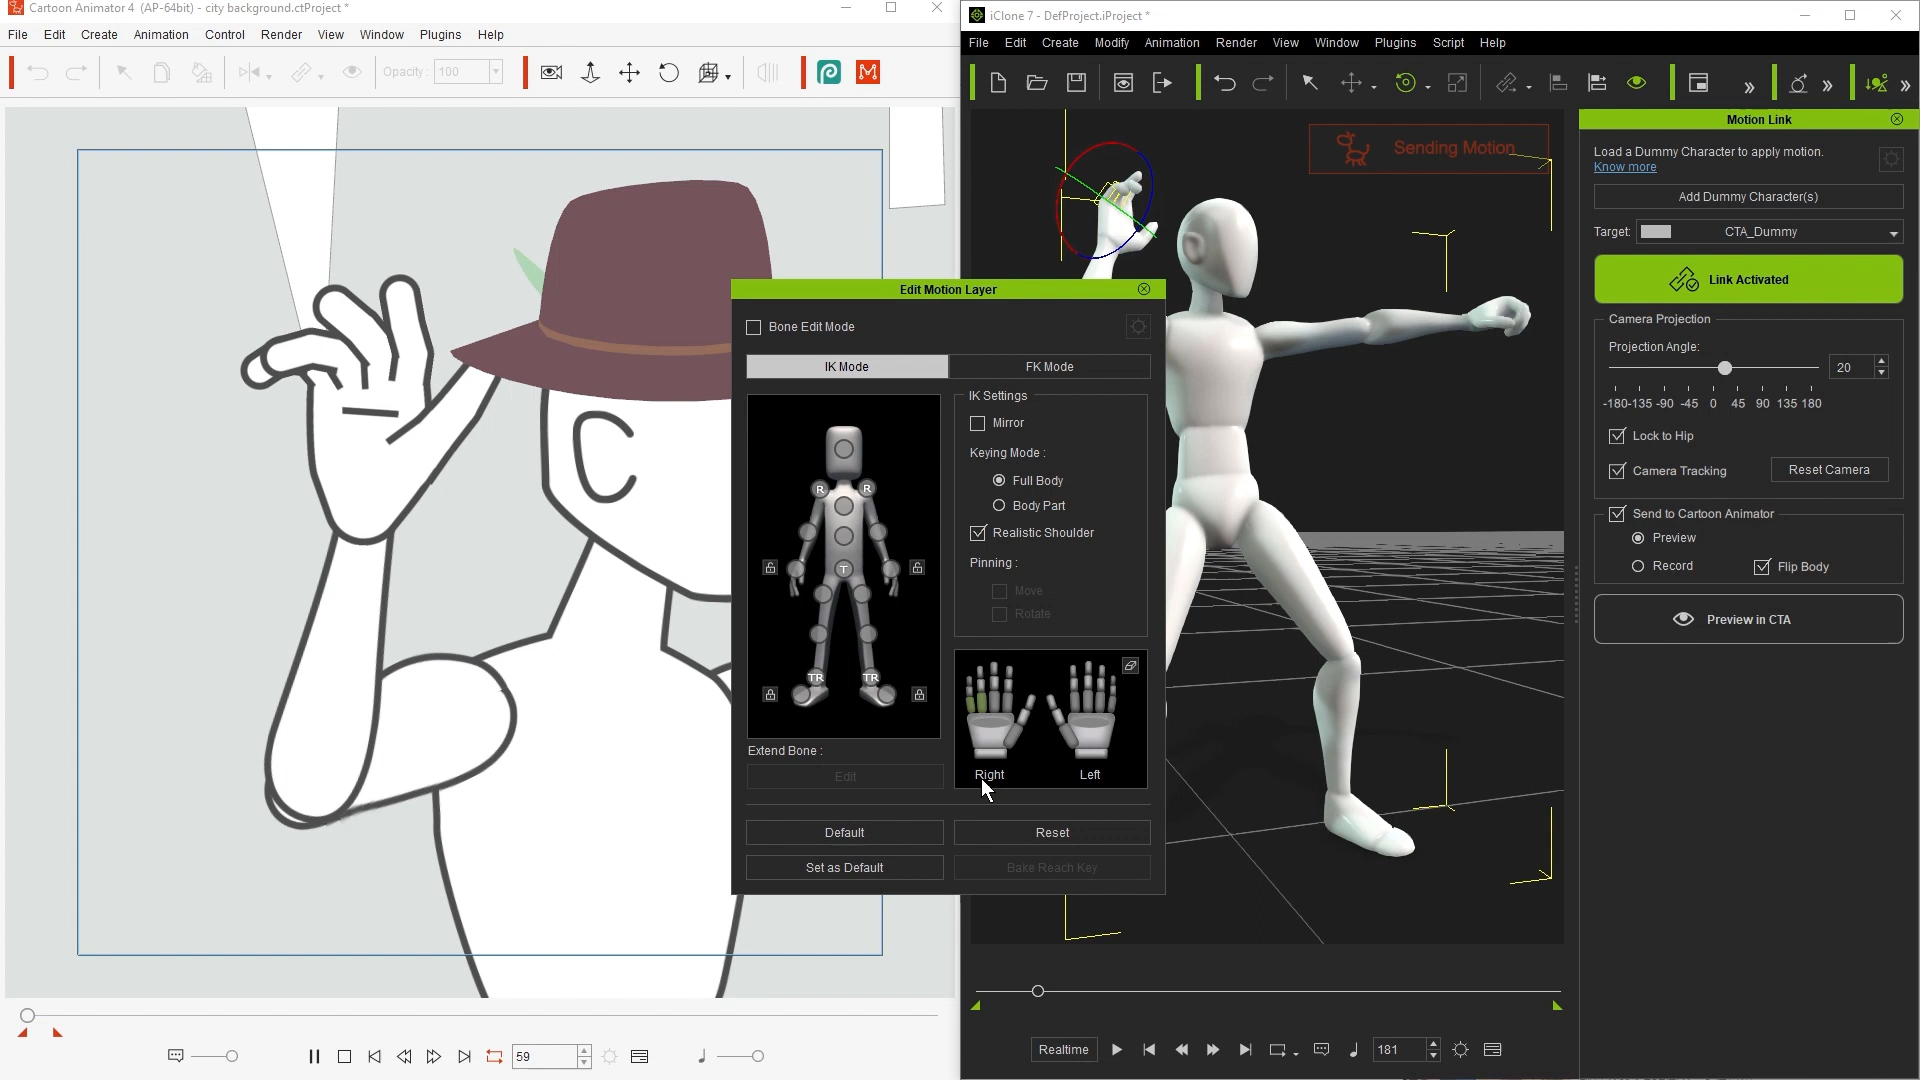 Cartoon Animator 4 (AP-64bit) - city background.ctProject *
File Edit Create Animation Control Render View Window Plugins Help
Opacity : 100
59
iClone 7 - DefProject.iProject *
File Edit Create Modify Animation Render View Window Plugins Script Help
Sending Motion
Edit Motion Layer
Bone Edit Mode
IK Mode FK Mode
IK Settings
Mirror
Keying Mode :
Full Body
Body Part
Realistic Shoulder
Pinning :
Move
Rotate
R R
T
TR TR
Right Left
Extend Bone :
Edit
Default Reset
Set as Default Bake Reach Key
Realtime 181
Motion Link
Load a Dummy Character to apply motion.
Know more
Add Dummy Character(s)
Target: CTA_Dummy
Link Activated
Camera Projection
Projection Angle:
20
-180 -135 -90 -45 0 45 90 135 180
Lock to Hip
Camera Tracking Reset Camera
Send to Cartoon Animator
Preview
Record Flip Body
Preview in CTA